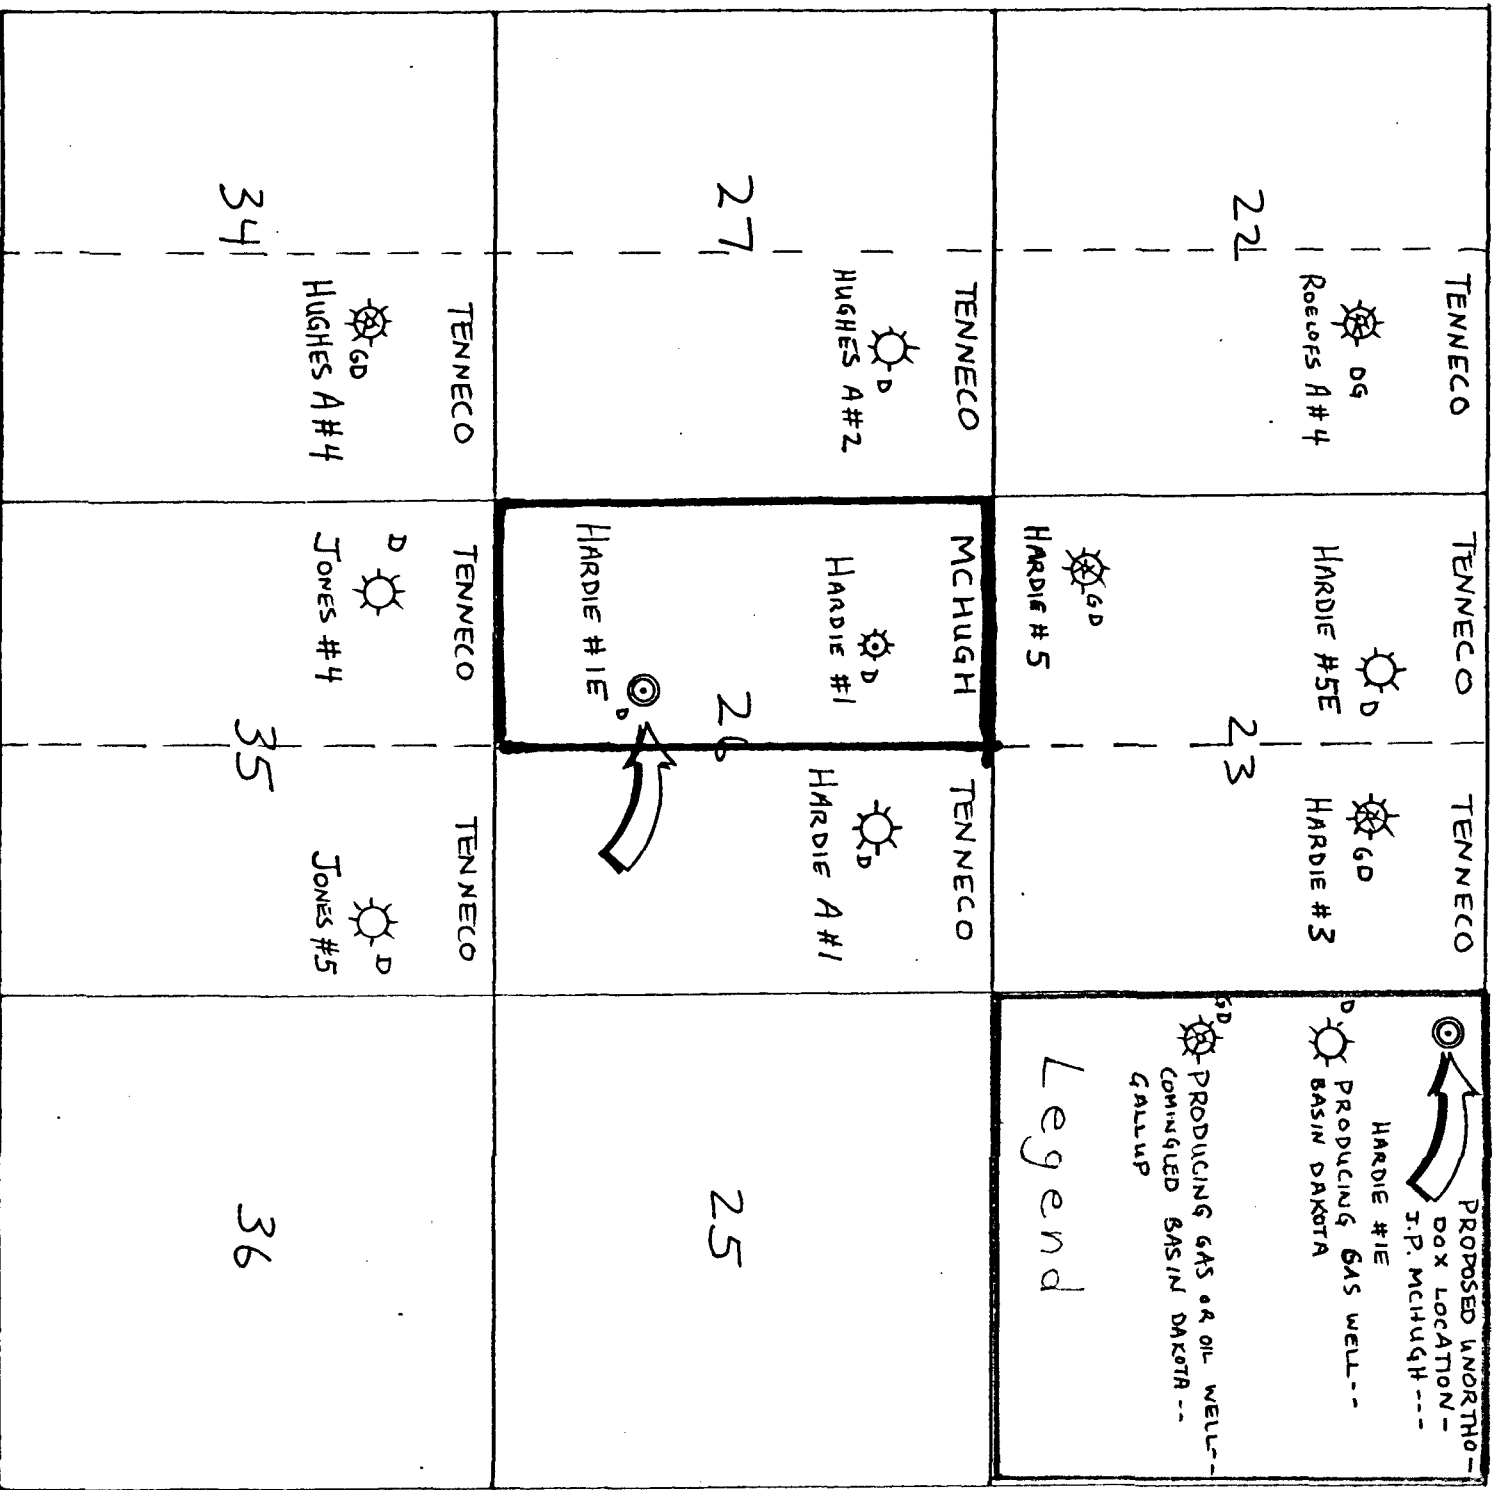 TENNECO
DG
ROELOFS A#4
22
TENNECO
D
HARDIE #5E
GD
HARDIE #5
23
TENNECO
GD
HARDIE #3
PROPOSED UNORTHO-
DOX LOCATION-
J.P. MCHUGH---
HARDIE #1E
D
PRODUCING GAS WELL--
BASIN DAKOTA
GD
PRODUCING GAS OR OIL WELL--
COMINGLED BASIN DAKOTA--
GALLUP
Legend
TENNECO
D
HUGHES A#2
27
MCHUGH
D
HARDIE #1
26
D
HARDIE #1E
TENNECO
D
HARDIE A#1
25
TENNECO
GD
HUGHES A#4
34
TENNECO
D
JONES #4
35
TENNECO
D
JONES #5
36